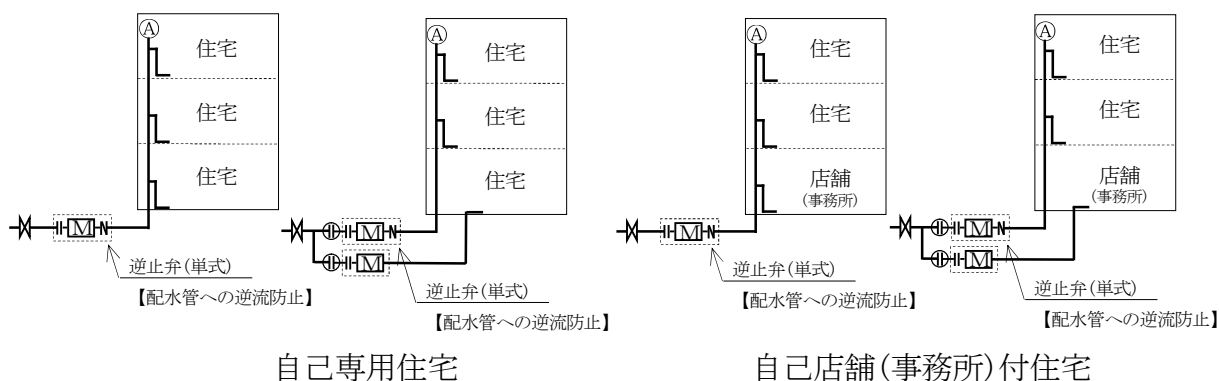 Ⓐ
住宅
住宅
住宅
M N
逆止弁(単式)
【配水管への逆流防止】
Ⓐ
住宅
住宅
住宅
M N
M
逆止弁(単式)
【配水管への逆流防止】
自己専用住宅
Ⓐ
住宅
住宅
店舗
(事務所)
M N
逆止弁(単式)
【配水管への逆流防止】
Ⓐ
住宅
住宅
店舗
(事務所)
M N
M
逆止弁(単式)
【配水管への逆流防止】
自己店舗(事務所)付住宅